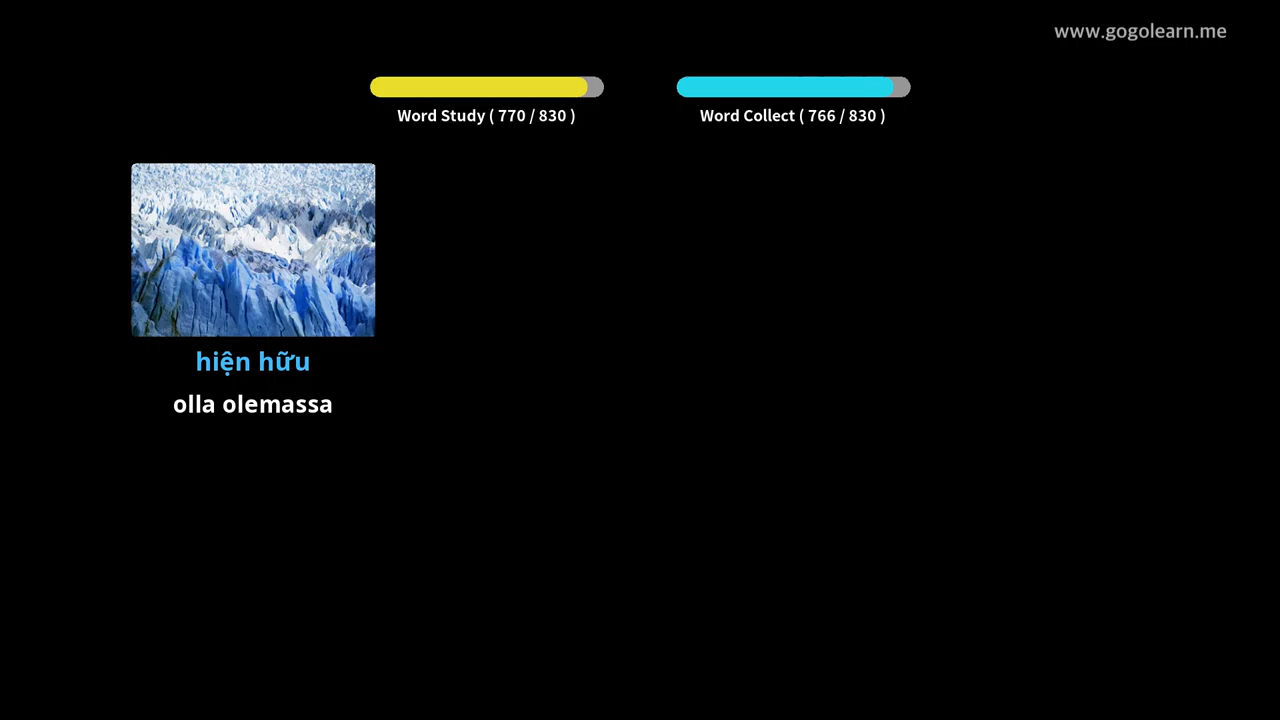 www.gogolearn.me
Word Study ( 770 / 830 )
Word Collect ( 766 / 830 )
hiện hữu
olla olemassa